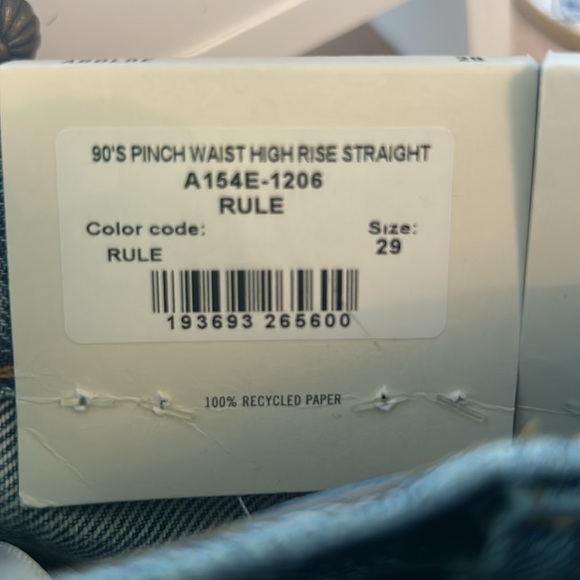 90'S PINCH WAIST HIGH RISE STRAIGHT
A154E-1206
RULE
Color code:
Size:
RULE
29
193693 265600
100% RECYCLED PAPER